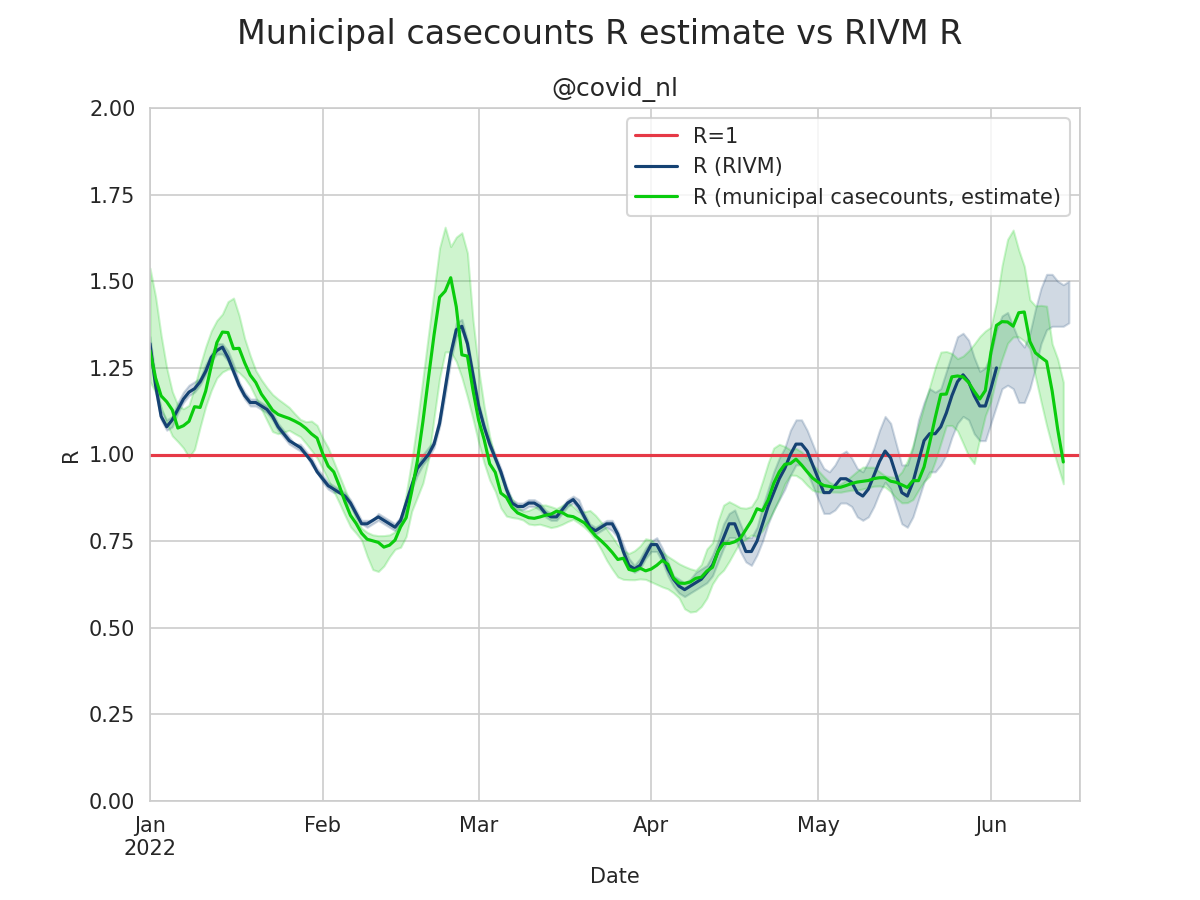 Municipal casecounts R estimate vs RIVM R
@covid_nl
2.00
1.75
1.50
1.25
1.00
0.75
0.50
0.25
0.00
R
R=1
R (RIVM)
R (municipal casecounts, estimate)
Jan Feb Mar Apr May Jun
2022
Date